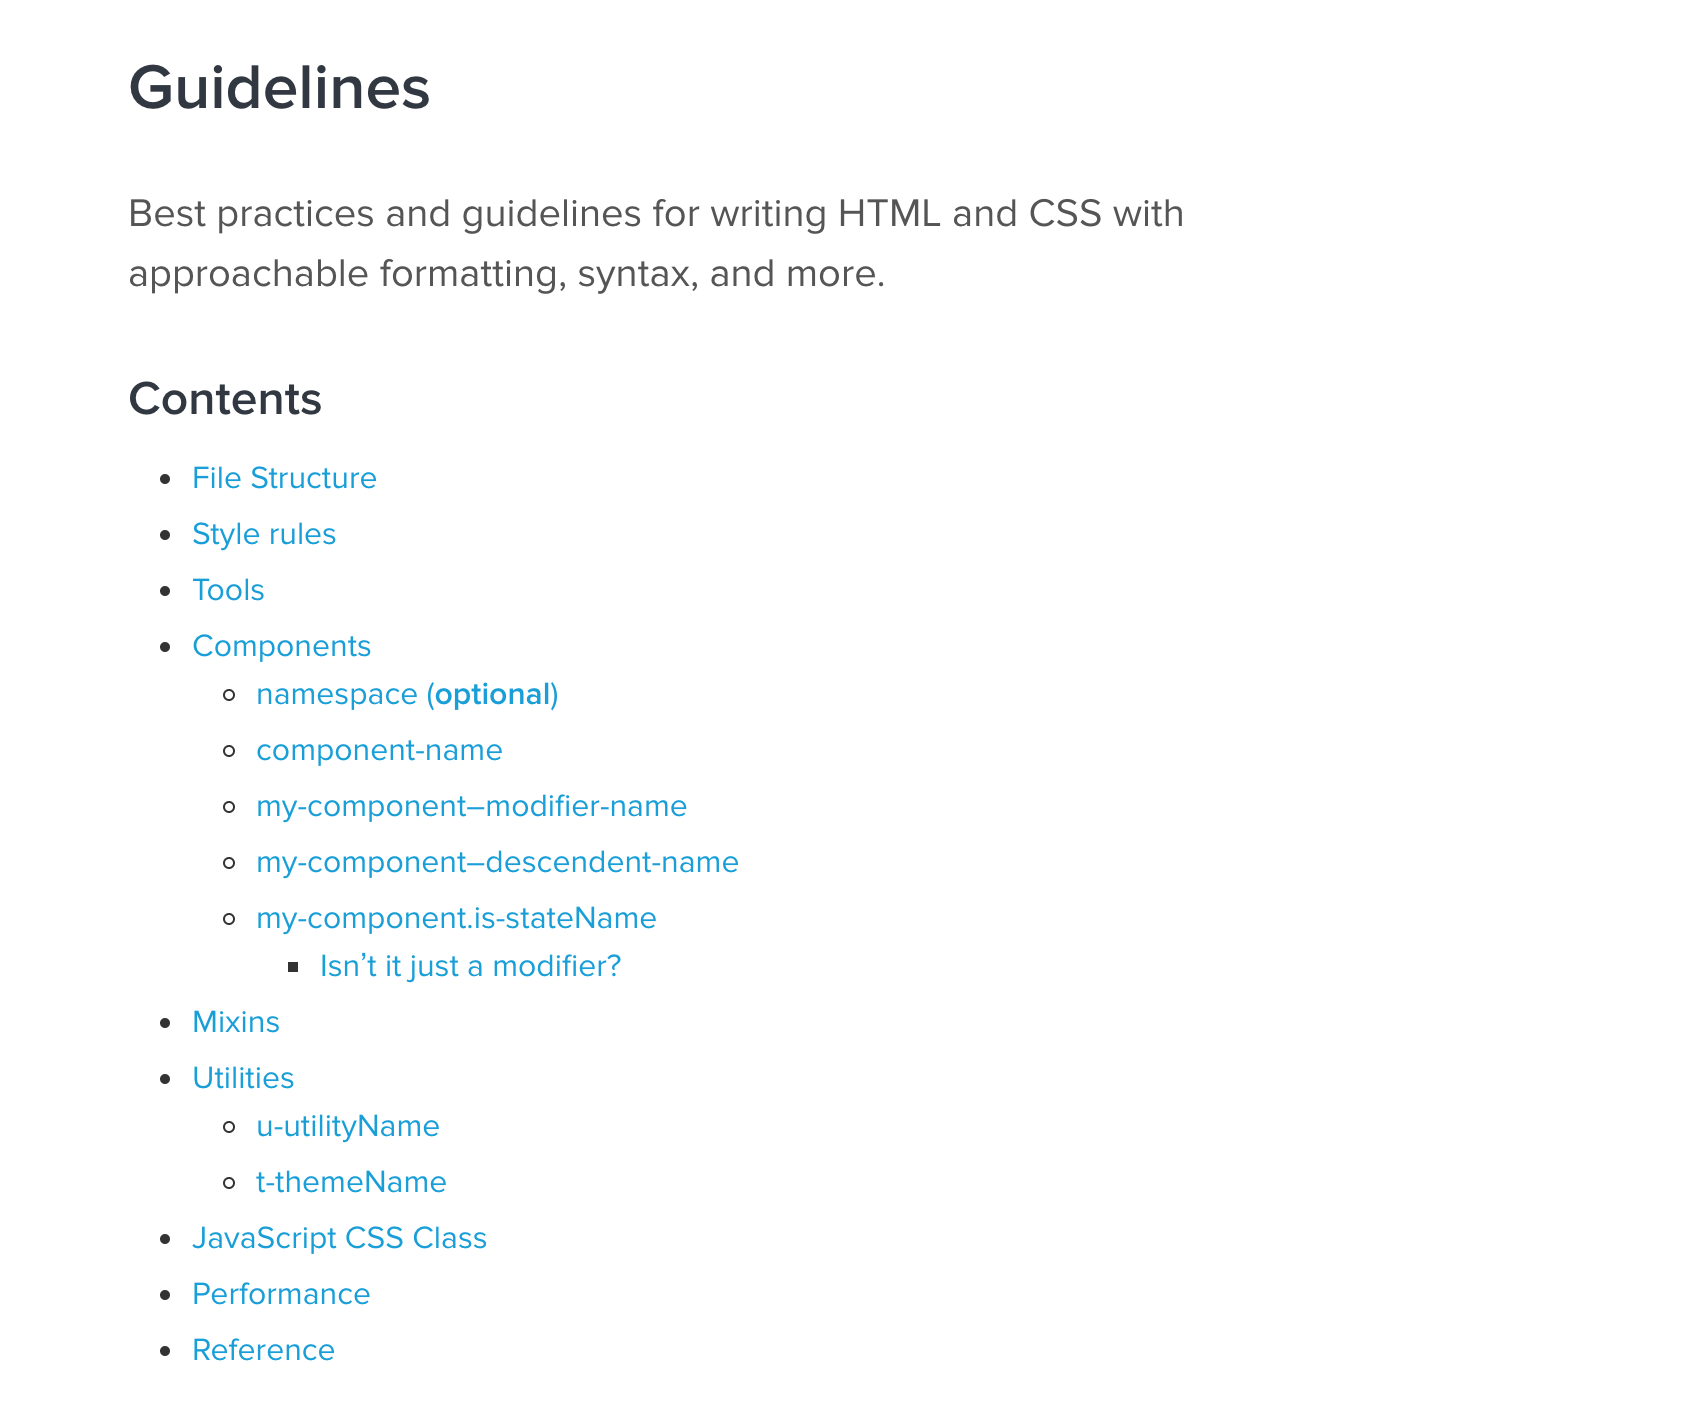 Guidelines
Best practices and guidelines for writing HTML and CSS with
approachable formatting, syntax, and more.
Contents
File Structure
Style rules
Tools
Components
namespace (optional)
component-name
my-component–modifier-name
my-component–descendent-name
my-component.is-stateName
Isn’t it just a modifier?
Mixins
Utilities
u-utilityName
t-themeName
JavaScript CSS Class
Performance
Reference